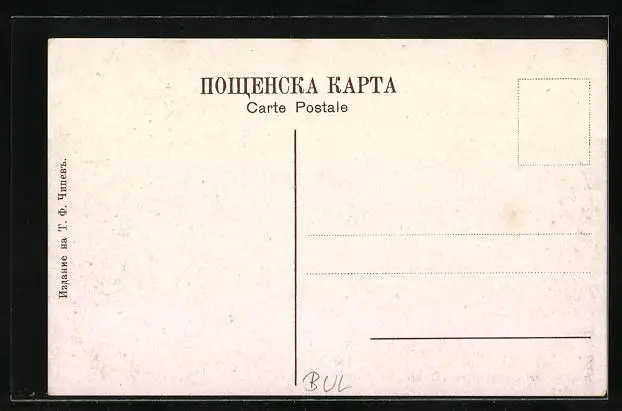 ПОЩЕНСКА КАРТА
Carte Postale
Издание на Т. Ф. Чипевъ.
BUL